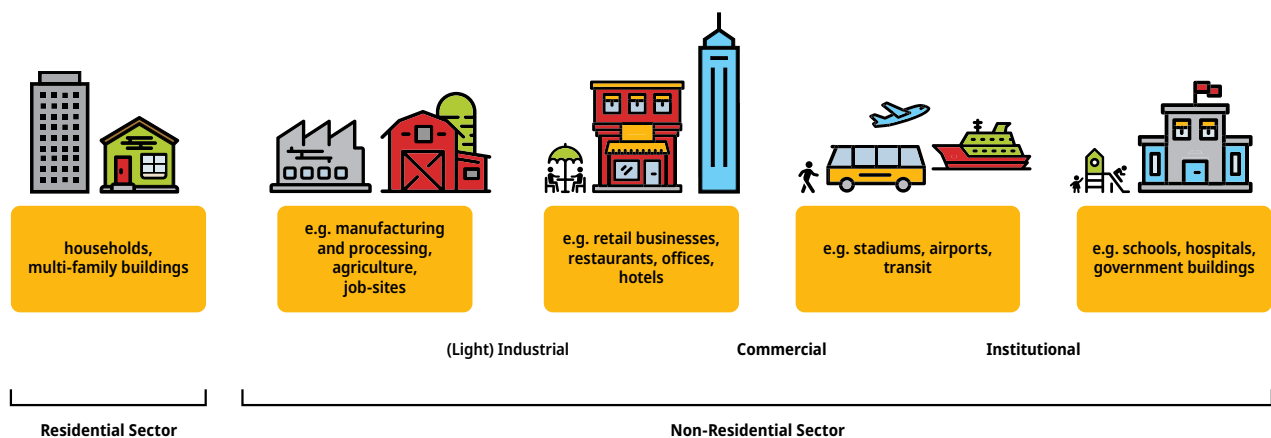 households,
multi-family buildings
e.g. manufacturing
and processing,
agriculture,
job-sites
e.g. retail businesses,
restaurants, offices,
hotels
e.g. stadiums, airports,
transit
e.g. schools, hospitals,
government buildings
(Light) Industrial
Commercial
Institutional
Residential Sector
Non-Residential Sector